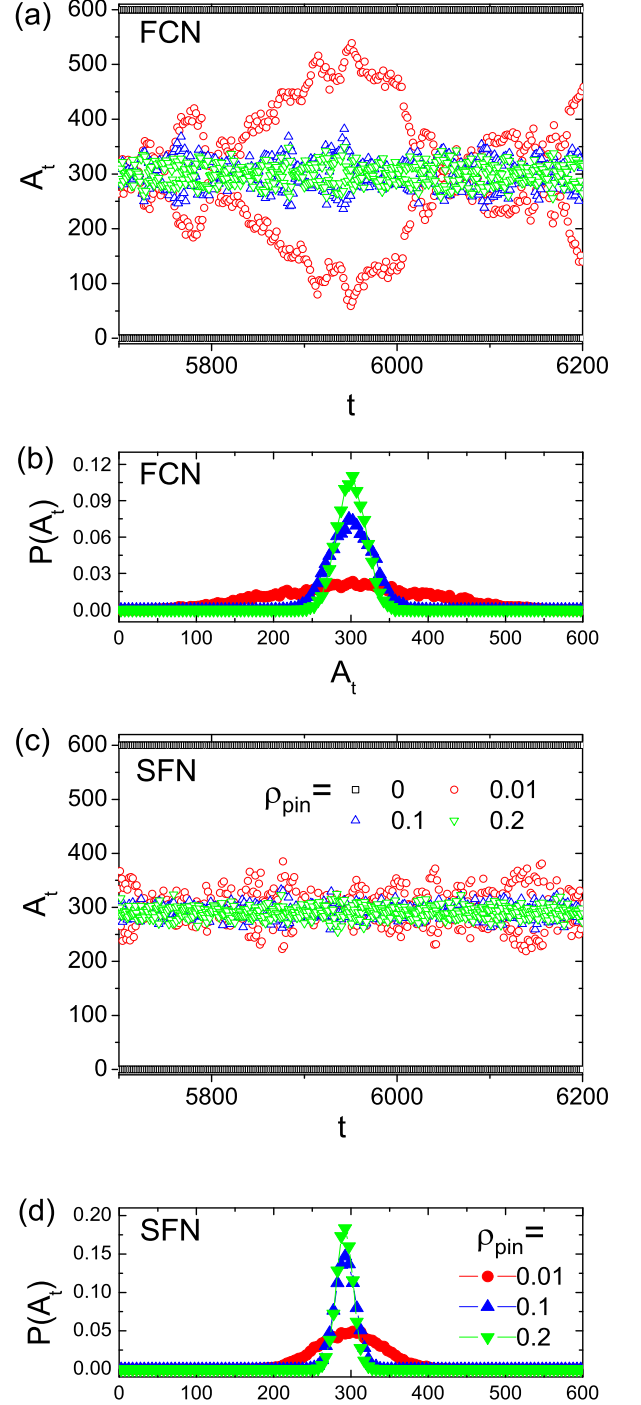 (a)
FCN
600
500
400
300
200
100
0
A_t
5800 6000 6200
t
(b)
FCN
0.12
0.09
0.06
0.03
0.00
P(A_t)
0 100 200 300 400 500 600
A_t
(c)
SFN
ρ_pin= 0 0.01
0.1 0.2
600
500
400
300
200
100
0
A_t
5800 6000 6200
t
(d)
SFN
ρ_pin=
0.01
0.1
0.2
0.20
0.15
0.10
0.05
0.00
P(A_t)
0 100 200 300 400 500 600